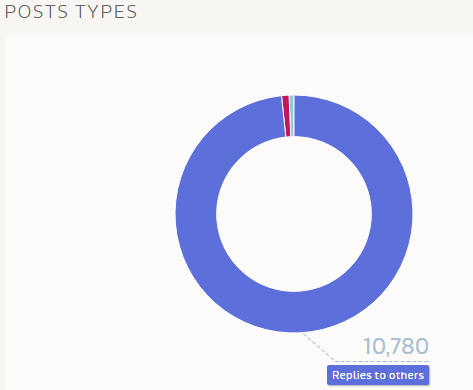 POSTS TYPES
10,780
Replies to others